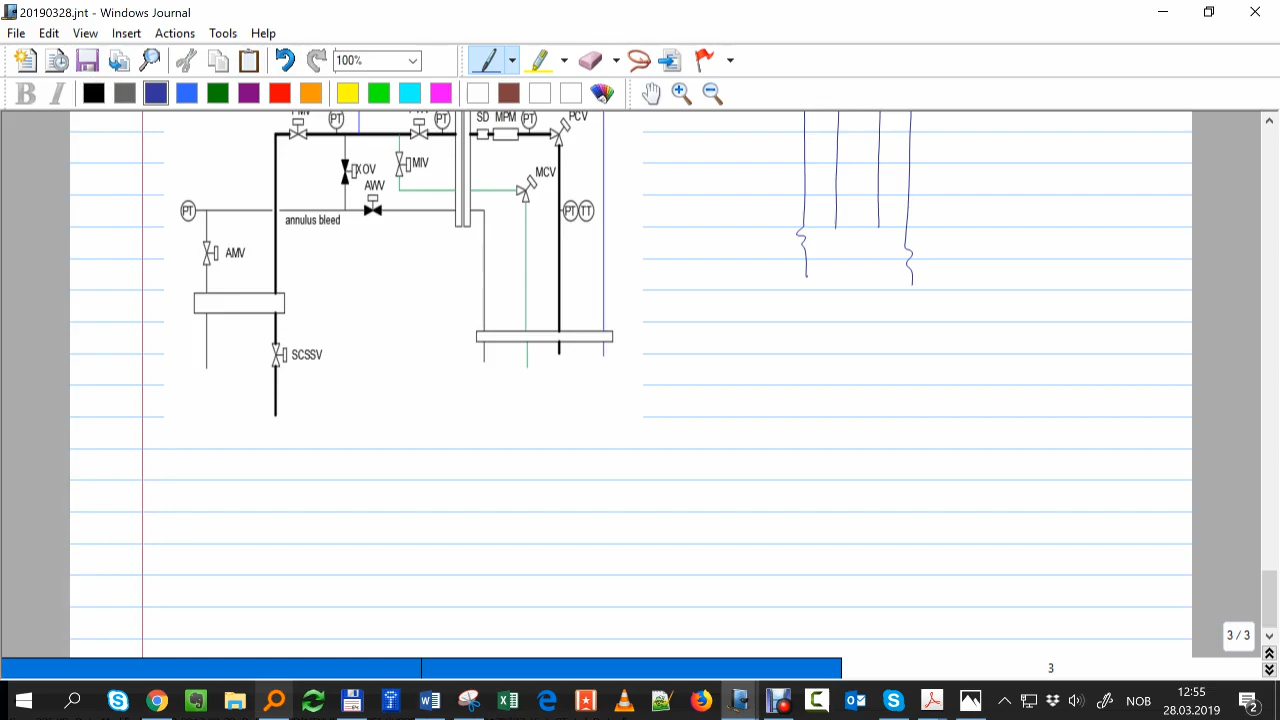 20190328.jnt - Windows Journal
File Edit View Insert Actions Tools Help
100%
B I
PT PT SD MPM PT PCV
XOV MIV MCV
AWV
PT annulus bleed PT TT
AMV
SCSSV
3 / 3
3
NOB 12:55
28.03.2019 2